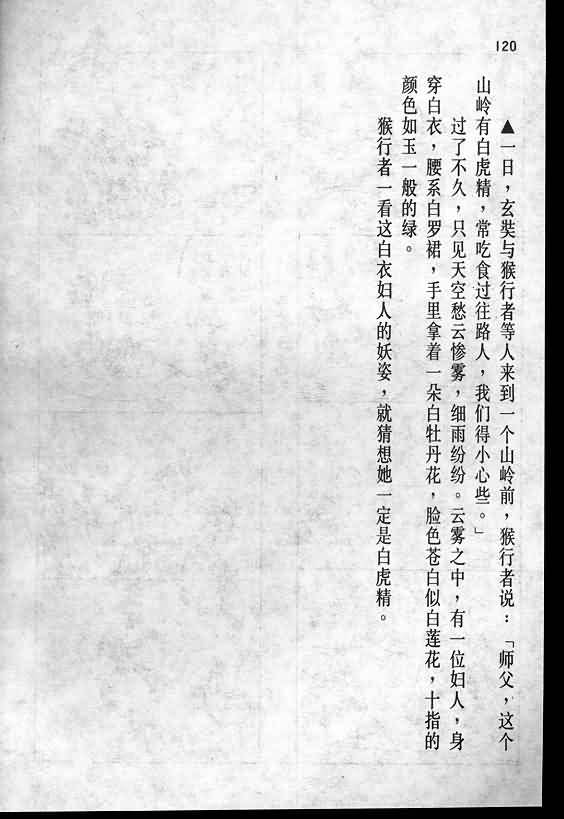 120
▲一日，玄奘与猴行者等人来到一个山岭前，猴行者说：「师父，这个
山岭有白虎精，常吃食过往路人，我们得小心些。」
过了不久，只见天空愁云惨雾，细雨纷纷。云雾之中，有一位妇人，身
穿白衣，腰系白罗裙，手里拿着一朵白牡丹花，脸色苍白似白莲花，十指的
颜色如玉一般的绿。
猴行者一看这白衣妇人的妖姿，就猜想她一定是白虎精。